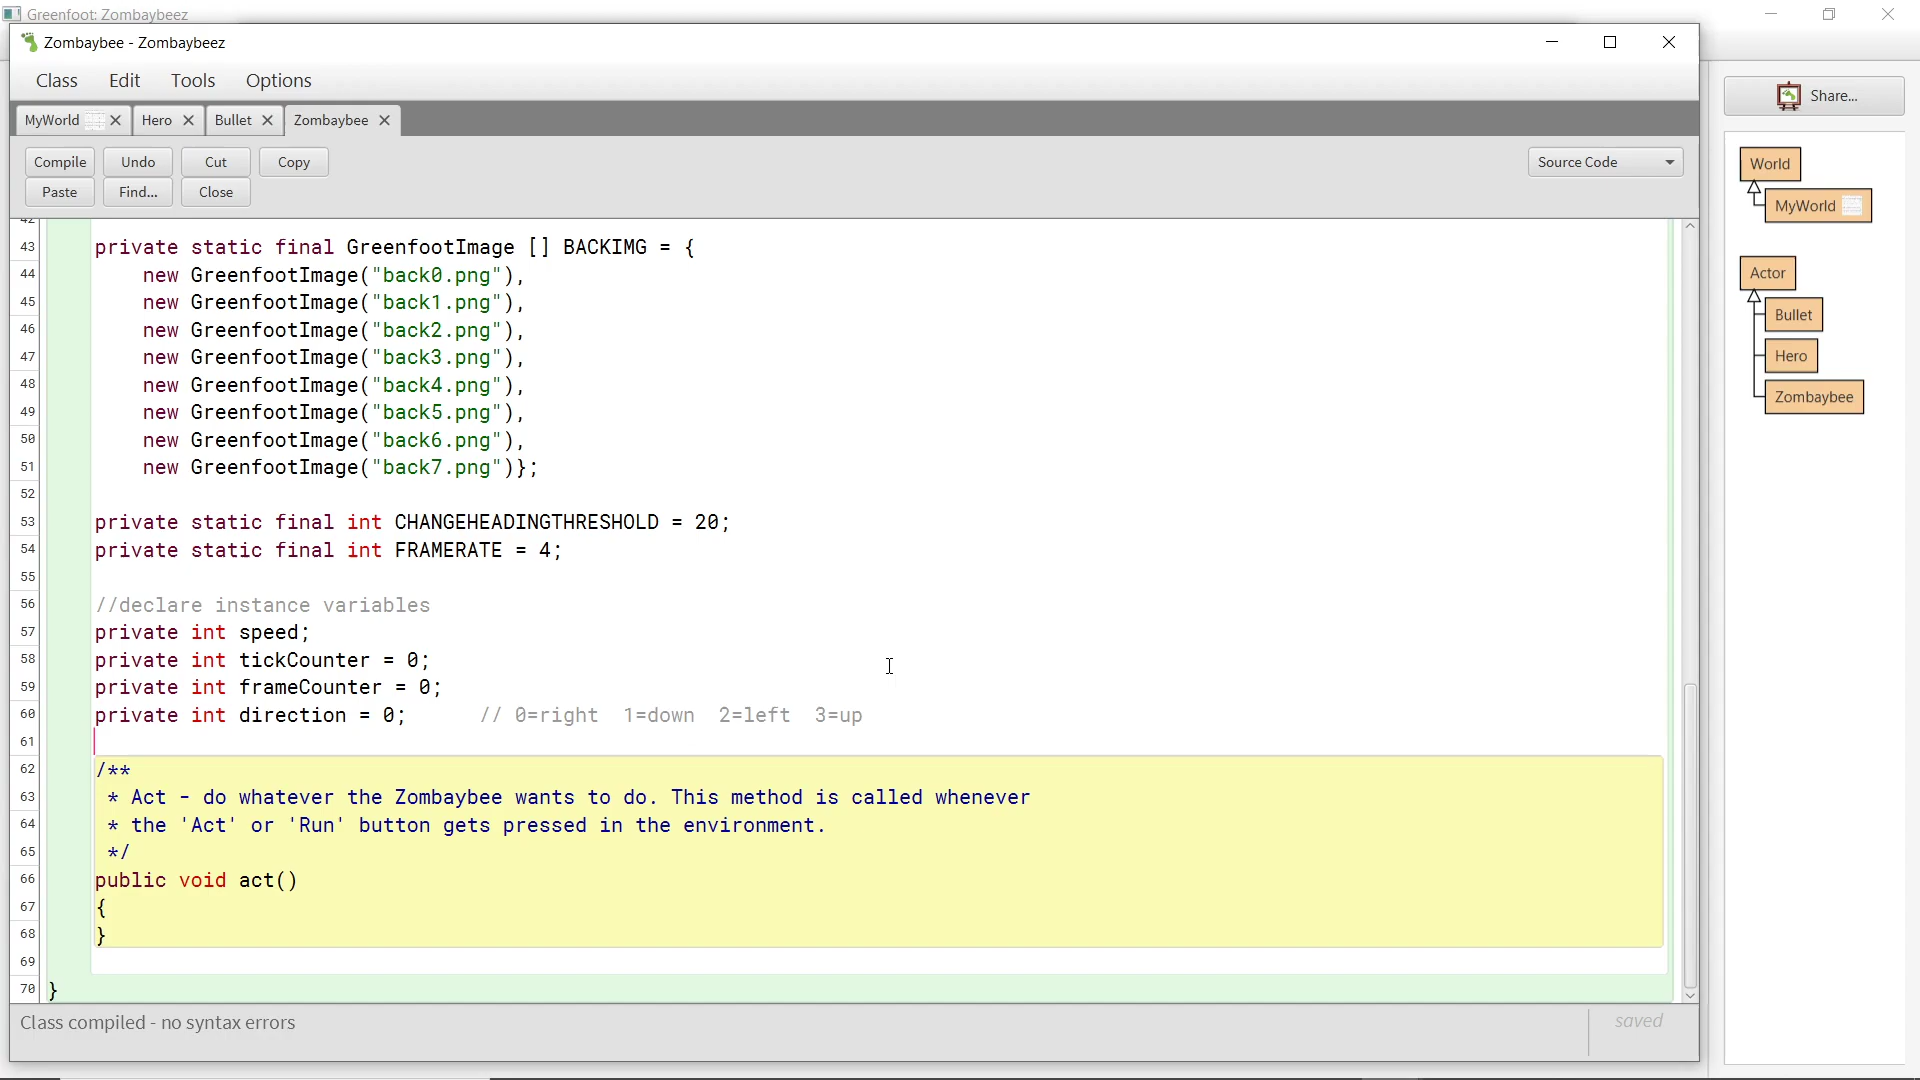 Greenfoot: Zombaybeez
Zombaybee - Zombaybeez
Class Edit Tools Options
MyWorld Hero Bullet Zombaybee
Compile Undo Cut Copy
Paste Find... Close
Source Code
Share...
World
MyWorld
Actor
Bullet
Hero
Zombaybee
42
43 private static final GreenfootImage [] BACKIMG = {
44 new GreenfootImage("back0.png"),
45 new GreenfootImage("back1.png"),
46 new GreenfootImage("back2.png"),
47 new GreenfootImage("back3.png"),
48 new GreenfootImage("back4.png"),
49 new GreenfootImage("back5.png"),
50 new GreenfootImage("back6.png"),
51 new GreenfootImage("back7.png")};
52
53 private static final int CHANGEHEADINGTHRESHOLD = 20;
54 private static final int FRAMERATE = 4;
55
56 //declare instance variables
57 private int speed;
58 private int tickCounter = 0;
59 private int frameCounter = 0;
60 private int direction = 0; // 0=right 1=down 2=left 3=up
61
62 /**
63 * Act - do whatever the Zombaybee wants to do. This method is called whenever
64 * the 'Act' or 'Run' button gets pressed in the environment.
65 */
66 public void act()
67 {
68 }
69
70 }
Class compiled - no syntax errors
saved